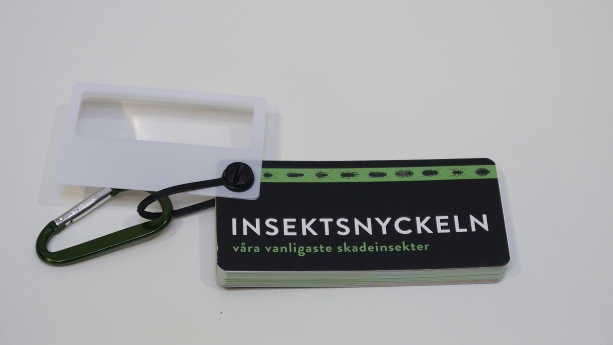 INSEKTSNYCKELN
våra vanligaste skadeinsekter